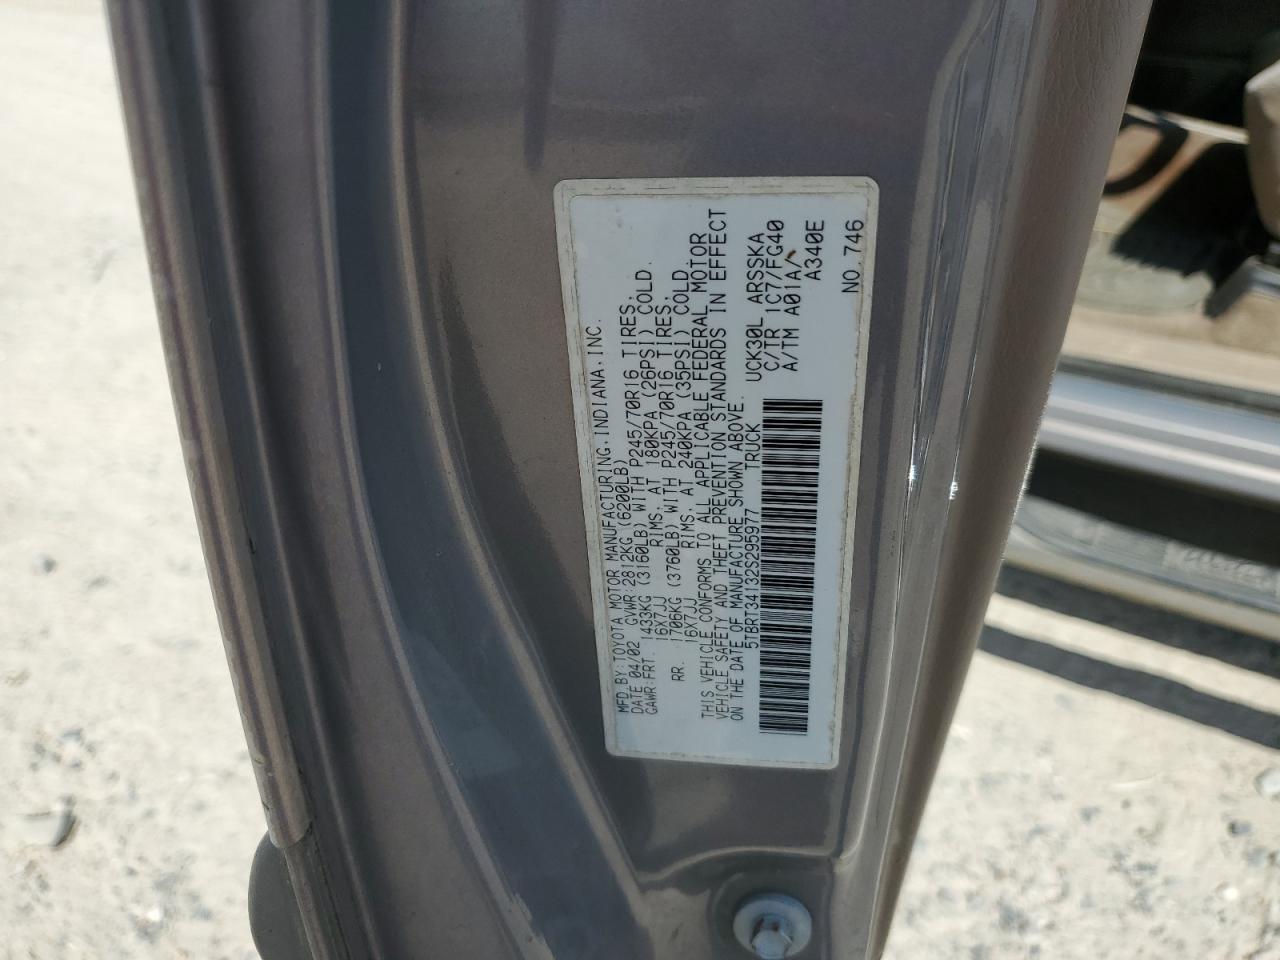 MFD.BY:TOYOTA MOTOR MANUFACTURING.INDIANA.INC.
DATE 04/02 GVWR:2812KG (6200LB)
GAWR:FRT. 1433KG (3160LB) WITH P245/70R16 TIRES,
16X7JJ RIMS, AT 180KPA (26PSI) COLD.
RR. 1706KG (3760LB) WITH P245/70R16 TIRES,
16X7JJ RIMS, AT 240KPA (35PSI) COLD.
THIS VEHICLE CONFORMS TO ALL APPLICABLE FEDERAL MOTOR
VEHICLE SAFETY AND THEFT PREVENTION STANDARDS IN EFFECT
ON THE DATE OF MANUFACTURE SHOWN ABOVE.
5TBRT34132S295977 TRUCK
UCK30L ARSSKA
C/TR 1C7/FG40
A/TM A01A/
A340E
NO. 746